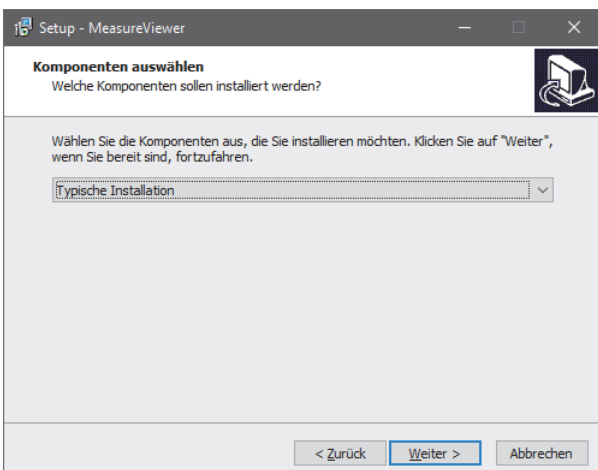 Setup - MeasureViewer
Komponenten auswählen
Welche Komponenten sollen installiert werden?
Wählen Sie die Komponenten aus, die Sie installieren möchten. Klicken Sie auf "Weiter",
wenn Sie bereit sind, fortzufahren.
Typische Installation
< Zurück
Weiter >
Abbrechen